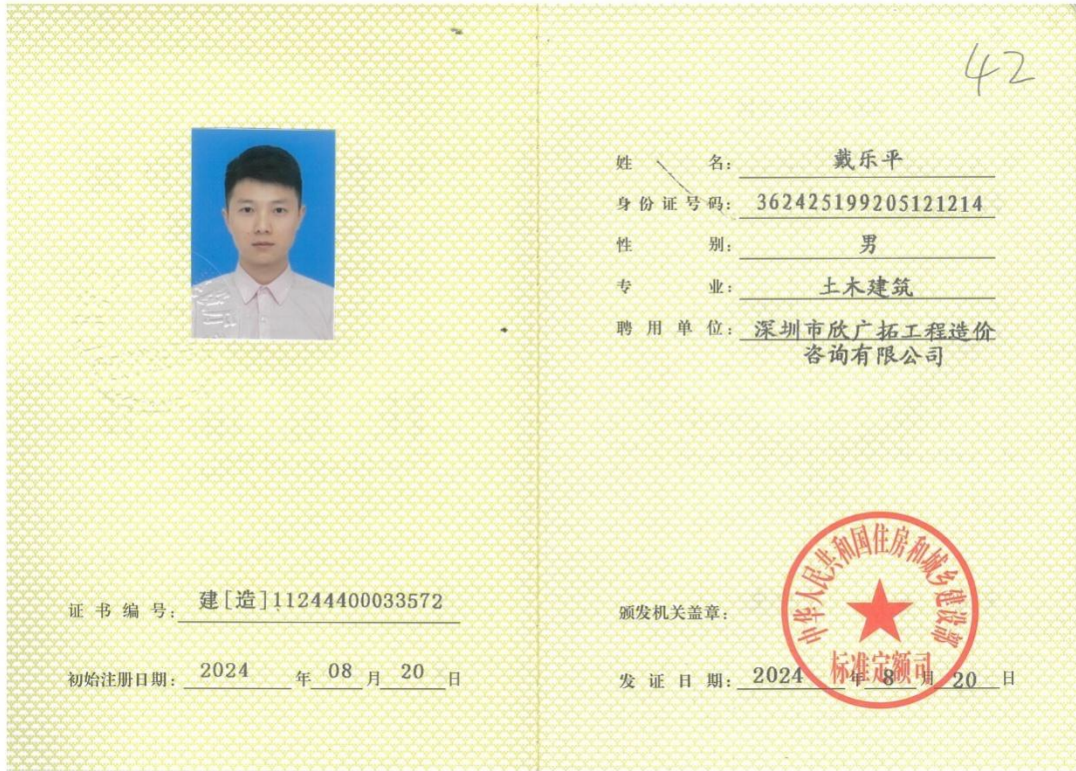 42
姓 名: 戴乐平
身份证号码: 362425199205121214
性 别: 男
专 业: 土木建筑
聘用单位: 深圳市欣广拓工程造价
咨询有限公司
证书编号: 建[造]11244400033572
初始注册日期: 2024 年 08 月 20 日
颁发机关盖章:
中华人民共和国住房和城乡建设部
标准定额司
发证日期: 2024 年 8 月 20 日